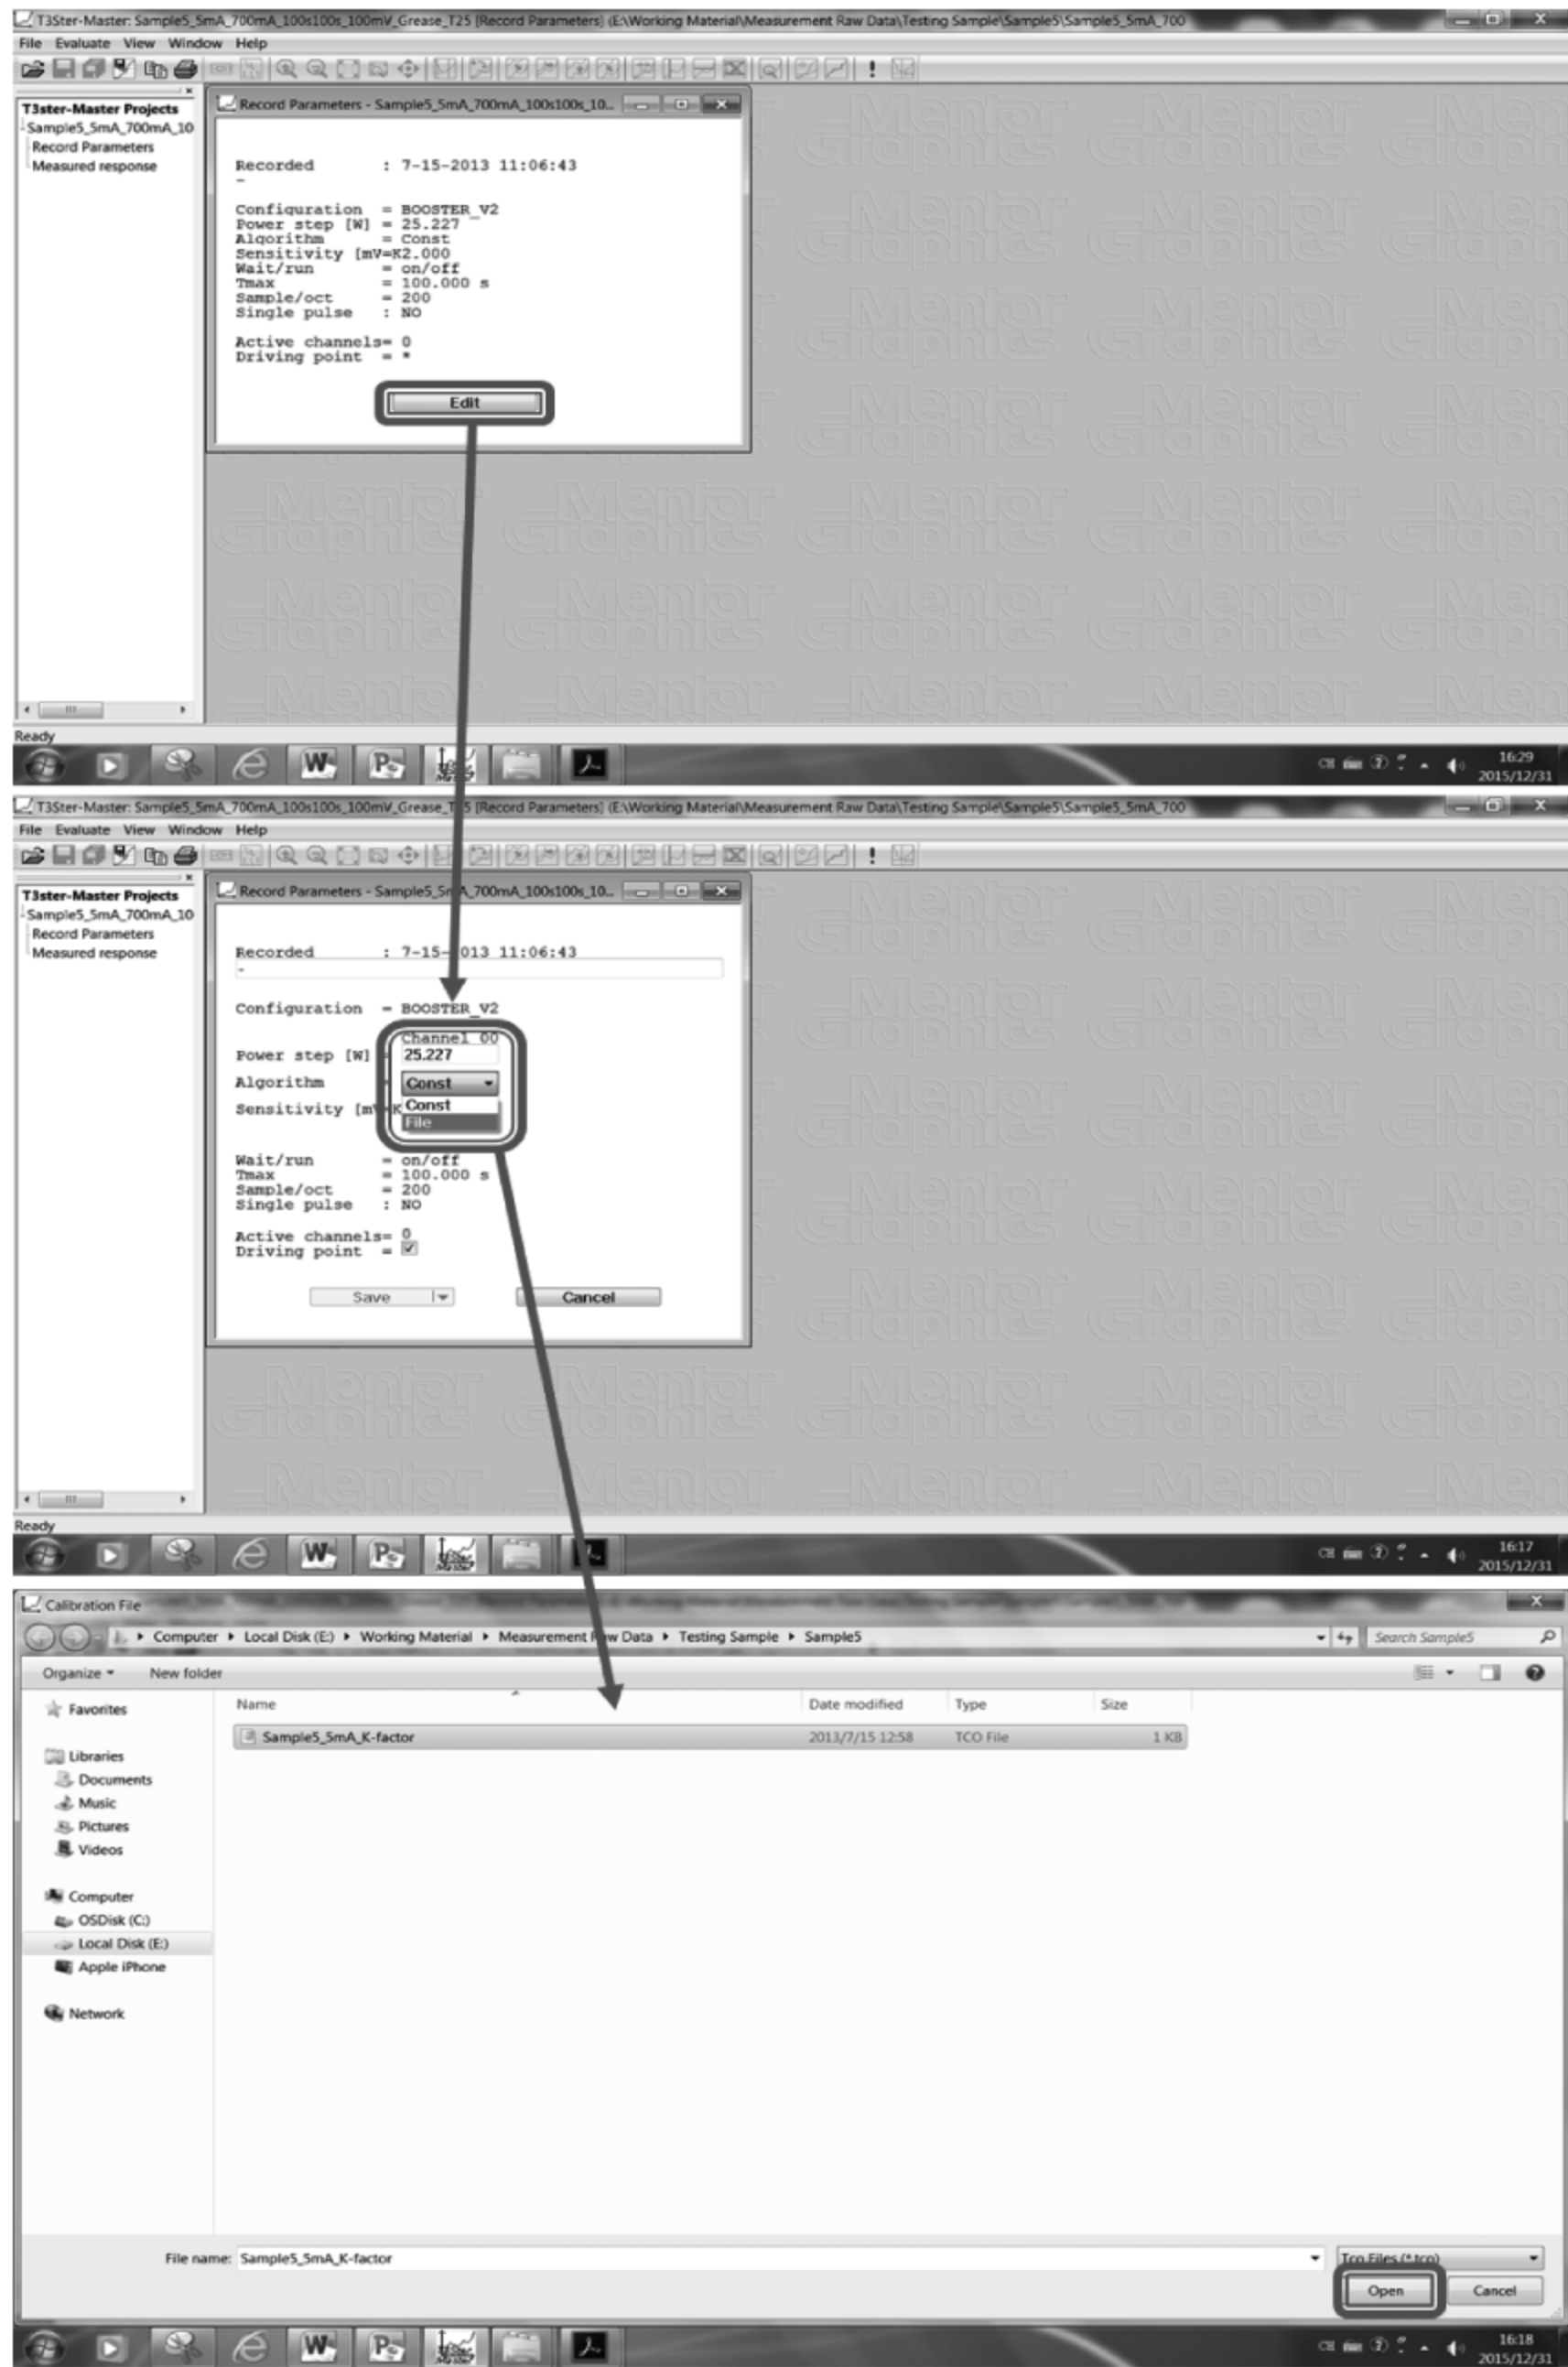 T3Ster-Master: Sample5_5mA_700mA_100s100s_100mV_Grease_T25 [Record Parameters] (E:\Working Material\Measurement Raw Data\Testing Sample\Sample5\Sample5_5mA_700
File Evaluate View Window Help
T3ster-Master Projects
Sample5_5mA_700mA_10
Record Parameters
Measured response
Record Parameters - Sample5_5mA_700mA_100s100s_10...
Recorded : 7-15-2013 11:06:43
-
Configuration = BOOSTER_V2
Power step [W] = 25.227
Algorithm = Const
Sensitivity [mV=K2.000
Wait/run = on/off
Tmax = 100.000 s
Sample/oct = 200
Single pulse : NO
Active channels= 0
Driving point = *
Edit
Mentor Graphics
Ready
CH
16:29
2015/12/31
T3Ster-Master: Sample5_5mA_700mA_100s100s_100mV_Grease_T25 [Record Parameters] (E:\Working Material\Measurement Raw Data\Testing Sample\Sample5\Sample5_5mA_700
File Evaluate View Window Help
T3ster-Master Projects
Sample5_5mA_700mA_10
Record Parameters
Measured response
Record Parameters - Sample5_5mA_700mA_100s100s_10...
Recorded : 7-15-2013 11:06:43
-
Configuration = BOOSTER_V2
Channel 00
Power step [W] 25.227
Algorithm Const
Const
Sensitivity [mV=K
File
Wait/run = on/off
Tmax = 100.000 s
Sample/oct = 200
Single pulse : NO
Active channels= 0
Driving point =
Save Cancel
Mentor Graphics
Ready
CH
16:17
2015/12/31
Calibration File
Computer Local Disk (E:) Working Material Measurement Raw Data Testing Sample Sample5
Search Sample5
Organize New folder
Favorites
Libraries
Documents
Music
Pictures
Videos
Computer
OSDisk (C:)
Local Disk (E:)
Apple iPhone
Network
Name Date modified Type Size
Sample5_5mA_K-factor 2013/7/15 12:58 TCO File 1 KB
File name: Sample5_5mA_K-factor
Tco Files (*.tco)
Open Cancel
CH
16:18
2015/12/31